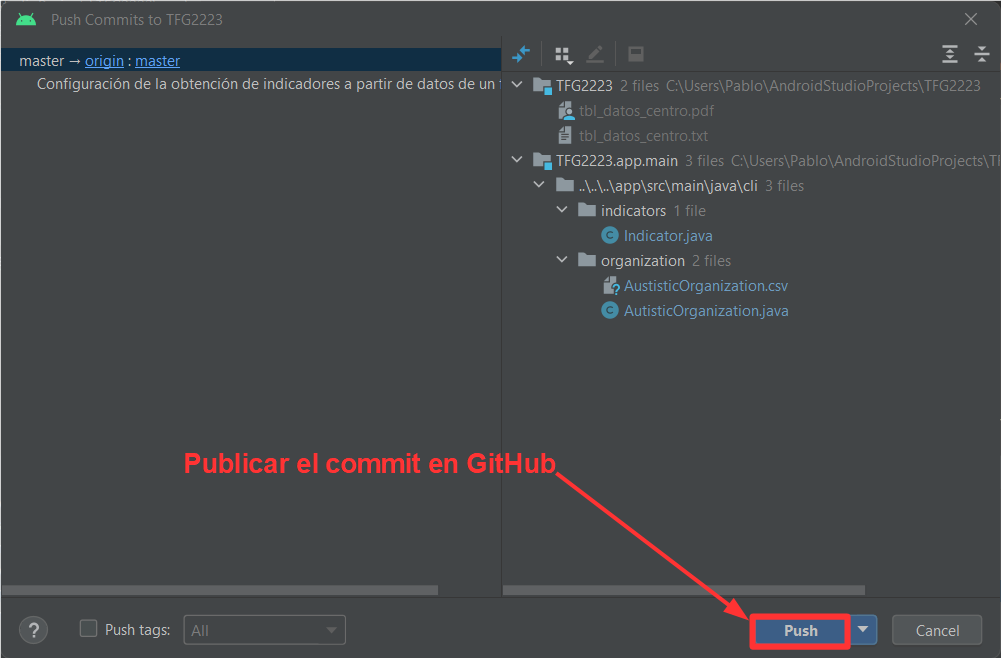 Push Commits to TFG2223
master → origin : master
Configuración de la obtención de indicadores a partir de datos de un
TFG2223 2 files C:\Users\Pablo\AndroidStudioProjects\TFG2223
tbl_datos_centro.pdf
tbl_datos_centro.txt
TFG2223.app.main 3 files C:\Users\Pablo\AndroidStudioProjects\TF
..\..\..\app\src\main\java\cli 3 files
indicators 1 file
Indicator.java
organization 2 files
AustisticOrganization.csv
AutisticOrganization.java
Publicar el commit en GitHub
? Push tags: All Push Cancel